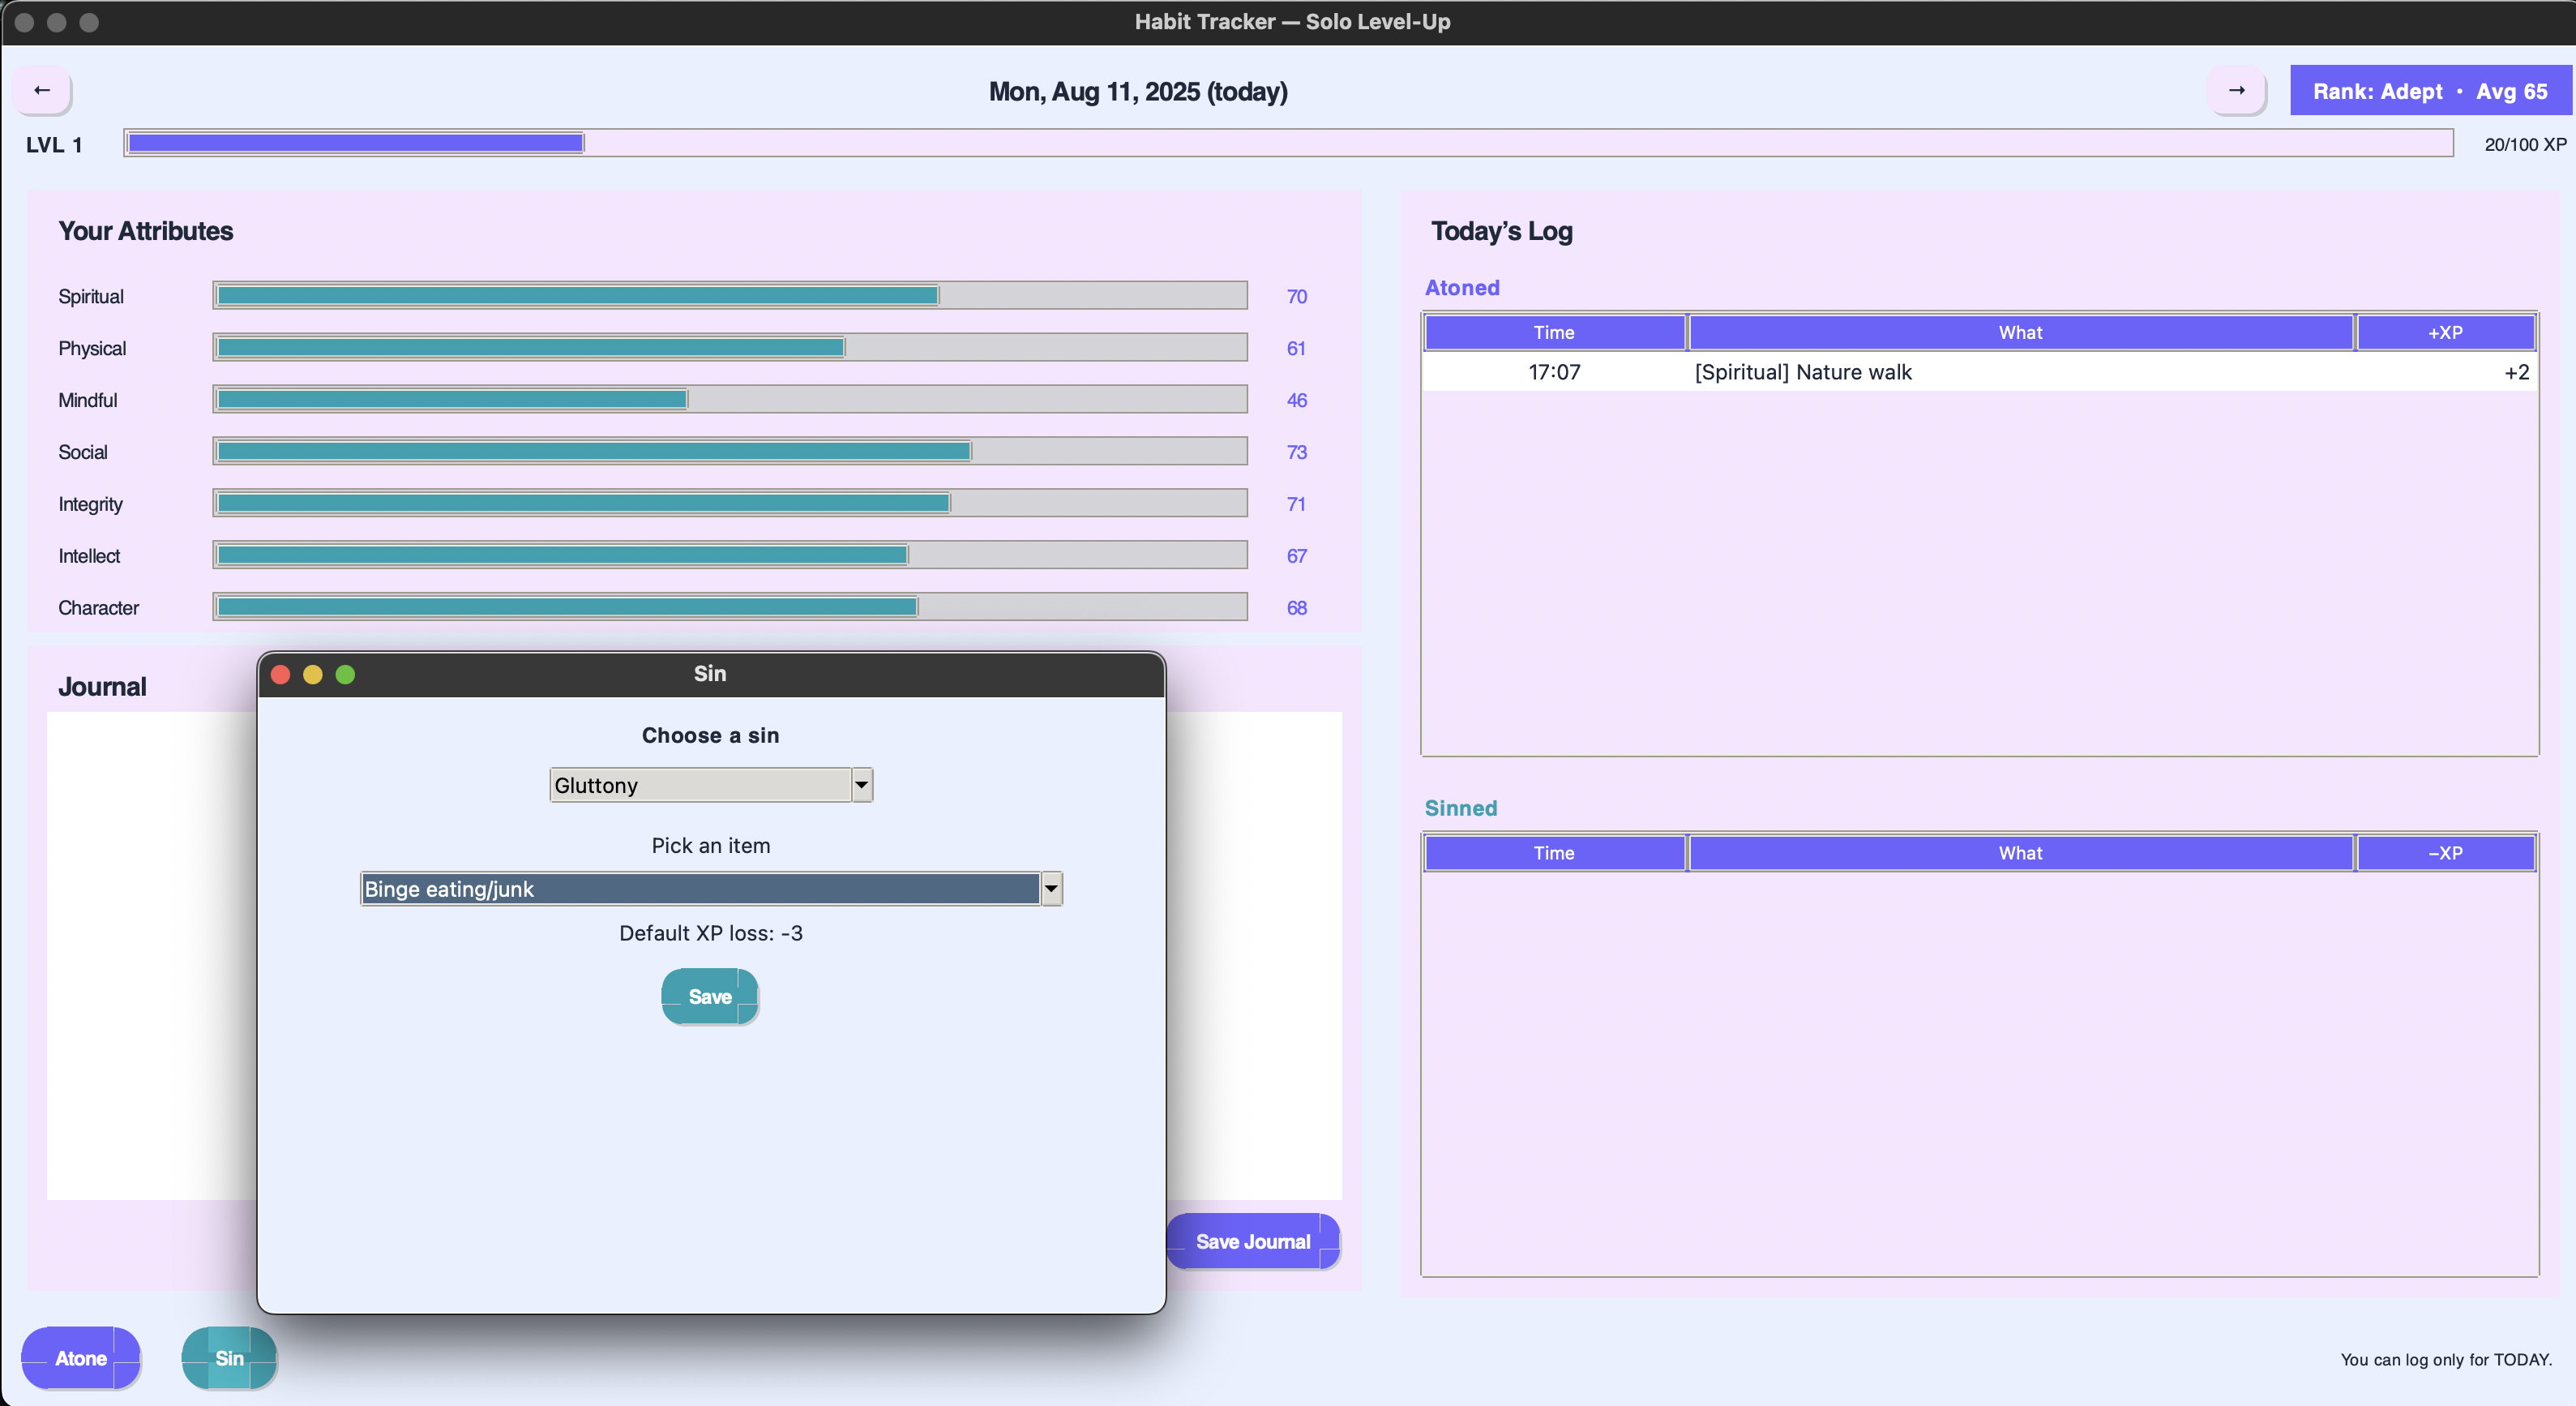 Habit Tracker — Solo Level-Up
←
Mon, Aug 11, 2025 (today)
→
Rank: Adept • Avg 65
LVL 1
20/100 XP
Your Attributes
Spiritual 70
Physical 61
Mindful 46
Social 73
Integrity 71
Intellect 67
Character 68
Journal
Sin
Choose a sin
Gluttony
Pick an item
Binge eating/junk
Default XP loss: -3
Save
Save Journal
Today’s Log
Atoned
Time What +XP
17:07 [Spiritual] Nature walk +2
Sinned
Time What –XP
Atone
Sin
You can log only for TODAY.